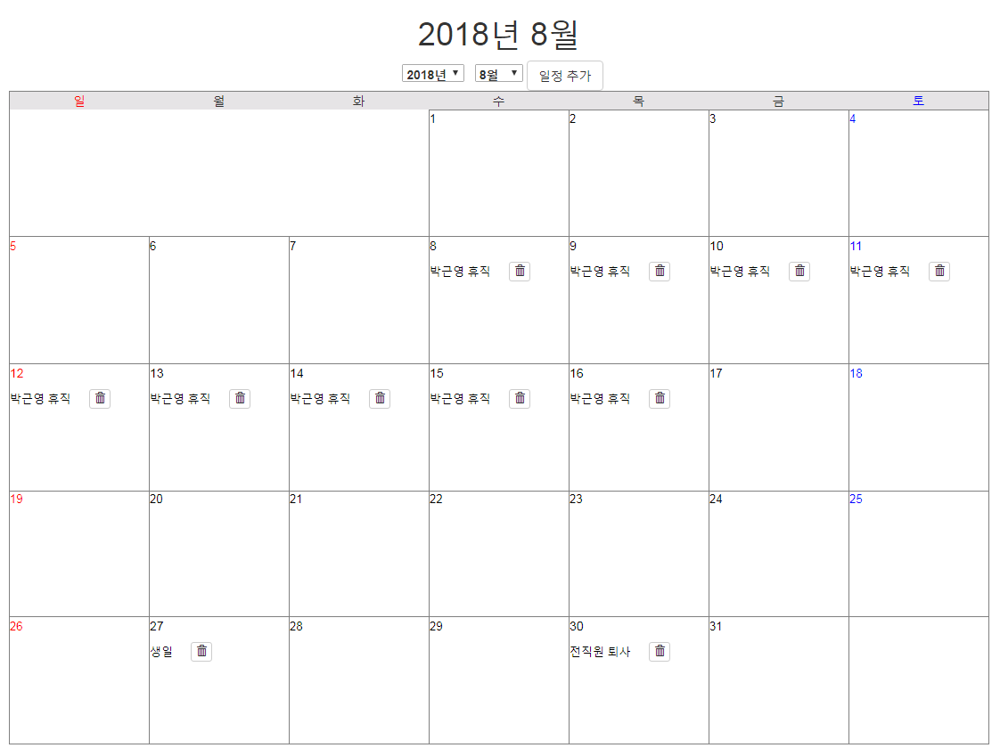 2018년 8월
2018년 8월 일정 추가
일 월 화 수 목 금 토
1 2 3 4
5 6 7 8 9 10 11
박근영 휴직 박근영 휴직 박근영 휴직 박근영 휴직
12 13 14 15 16 17 18
박근영 휴직 박근영 휴직 박근영 휴직 박근영 휴직 박근영 휴직
19 20 21 22 23 24 25
26 27 28 29 30 31
생일 전직원 퇴사